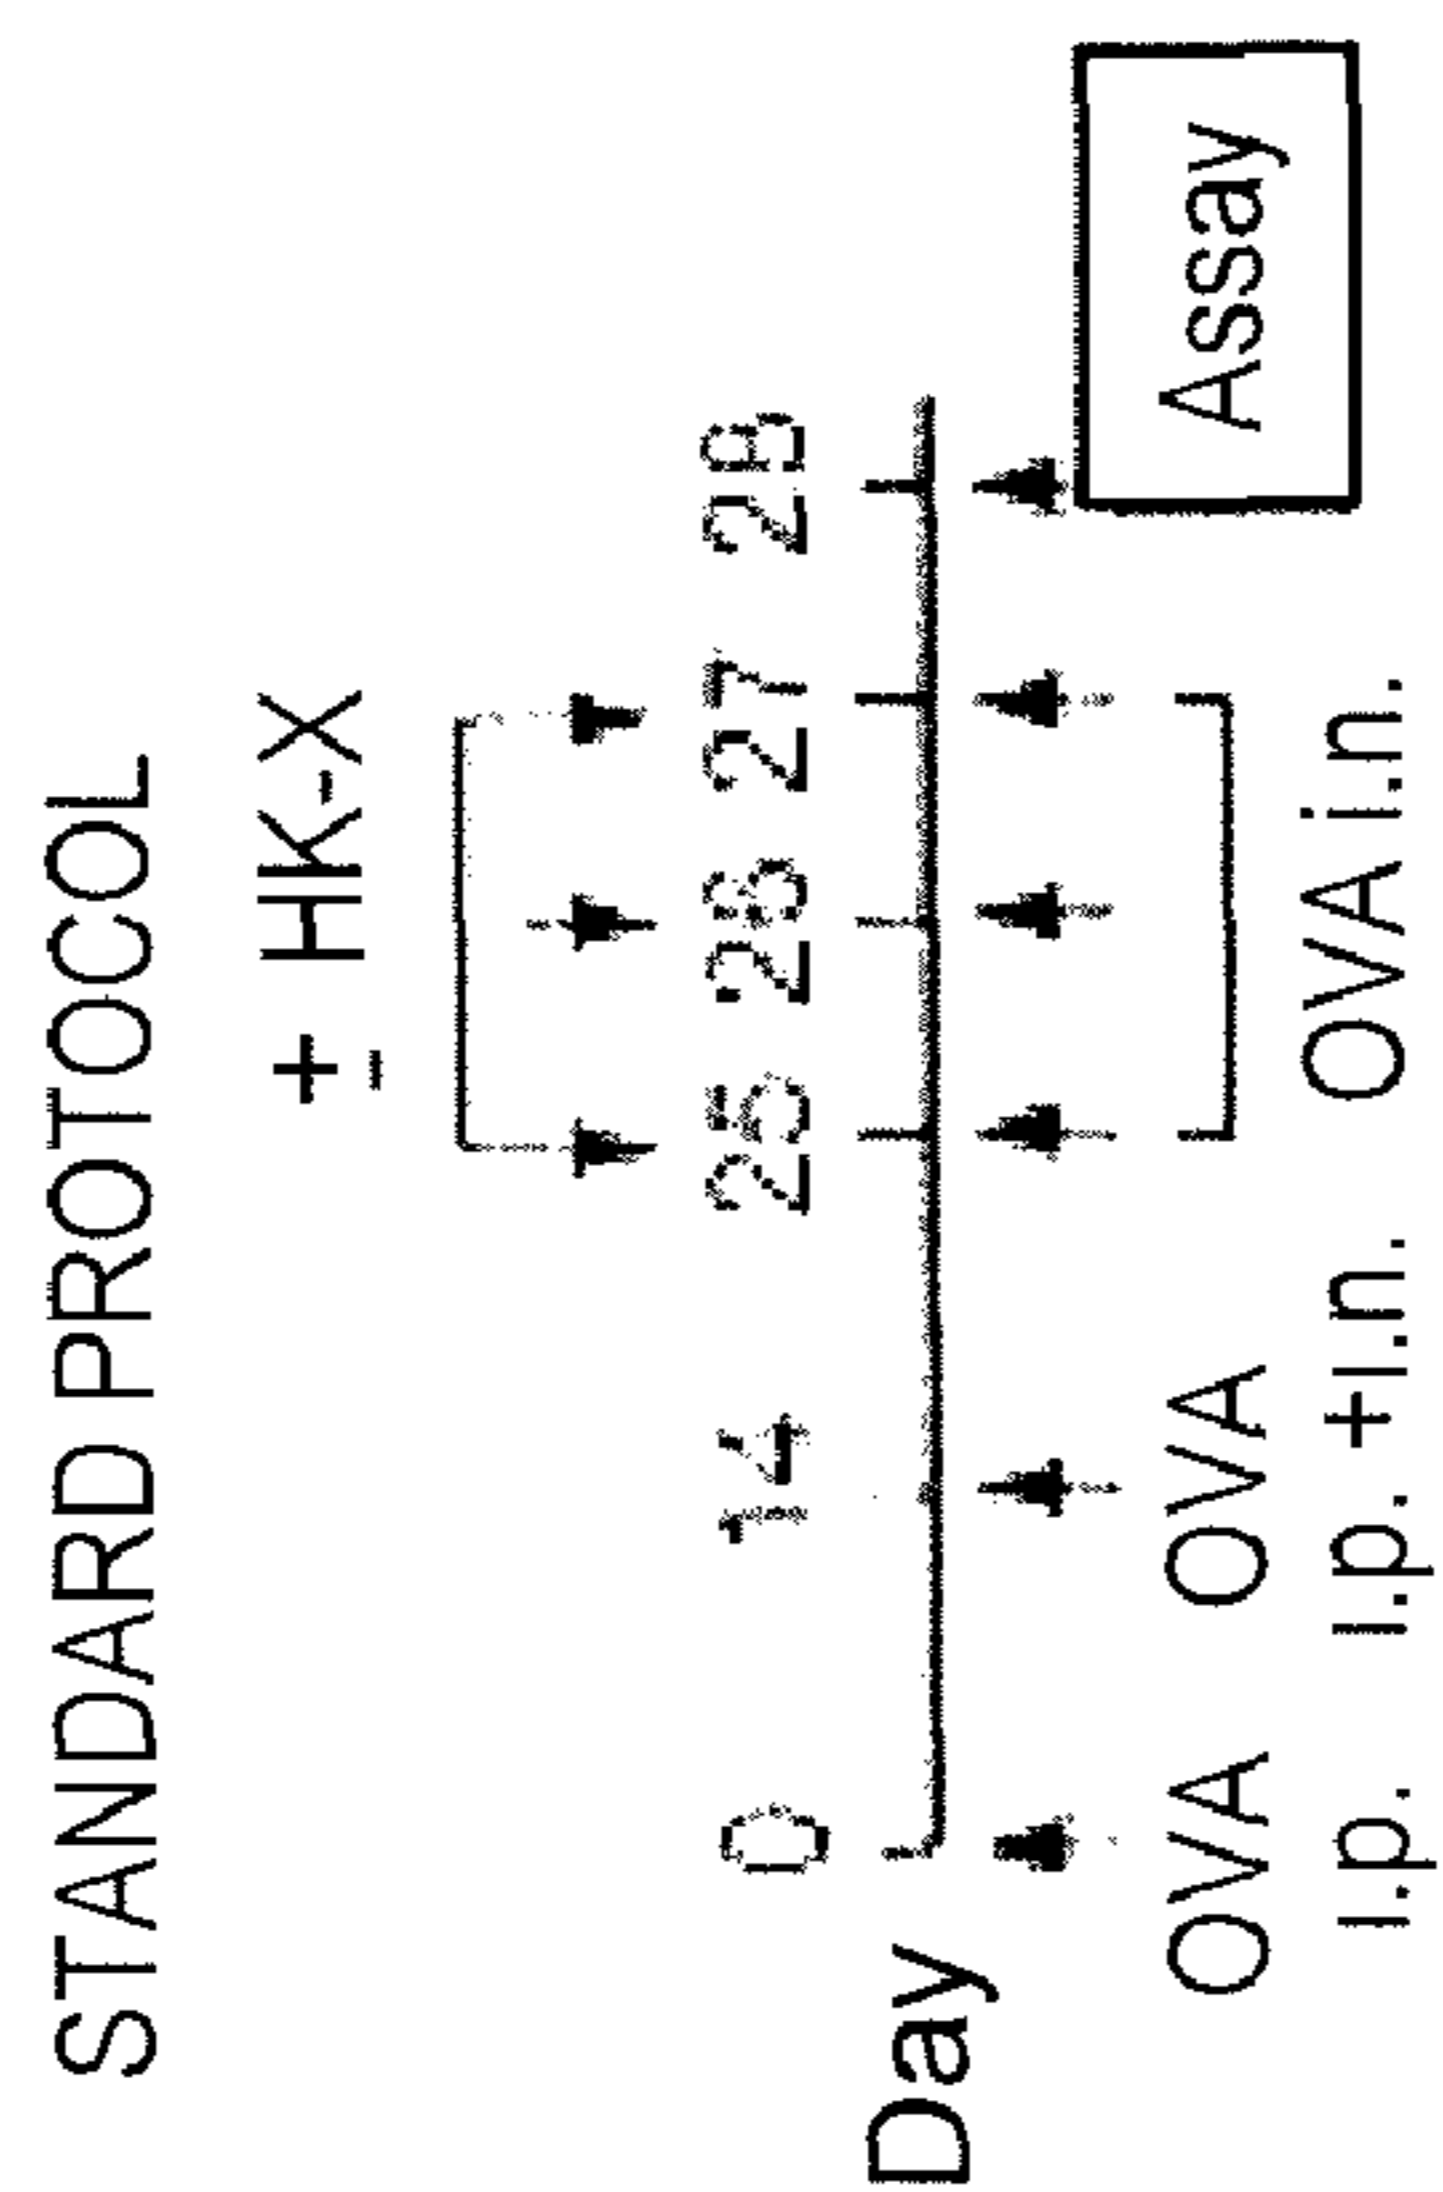 STANDARD PROTOCOL
± HK-X
0 14 25 26 27 28
Day
OVA OVA Assay
i.p. i.p. +i.n. OVA i.n.